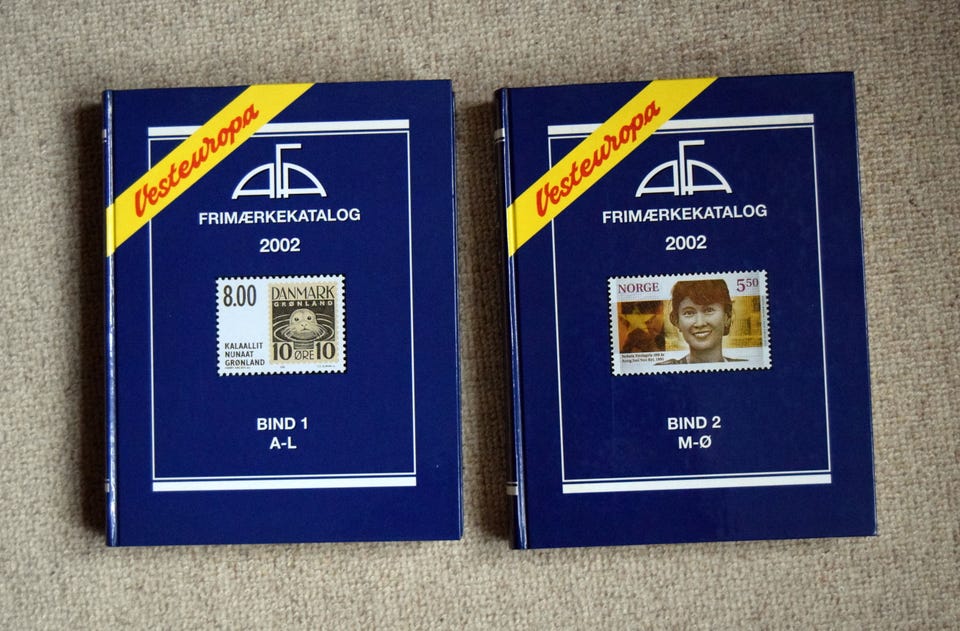 Vesteuropa
AFA
FRIMÆRKEKATALOG
2002
8.00
DANMARK
GRØNLAND
KALAALLIT
NUNAAT
GRØNLAND
10 ØRE 10
BIND 1
A-L
Vesteuropa
AFA
FRIMÆRKEKATALOG
2002
NORGE
5.50
BIND 2
M-Ø